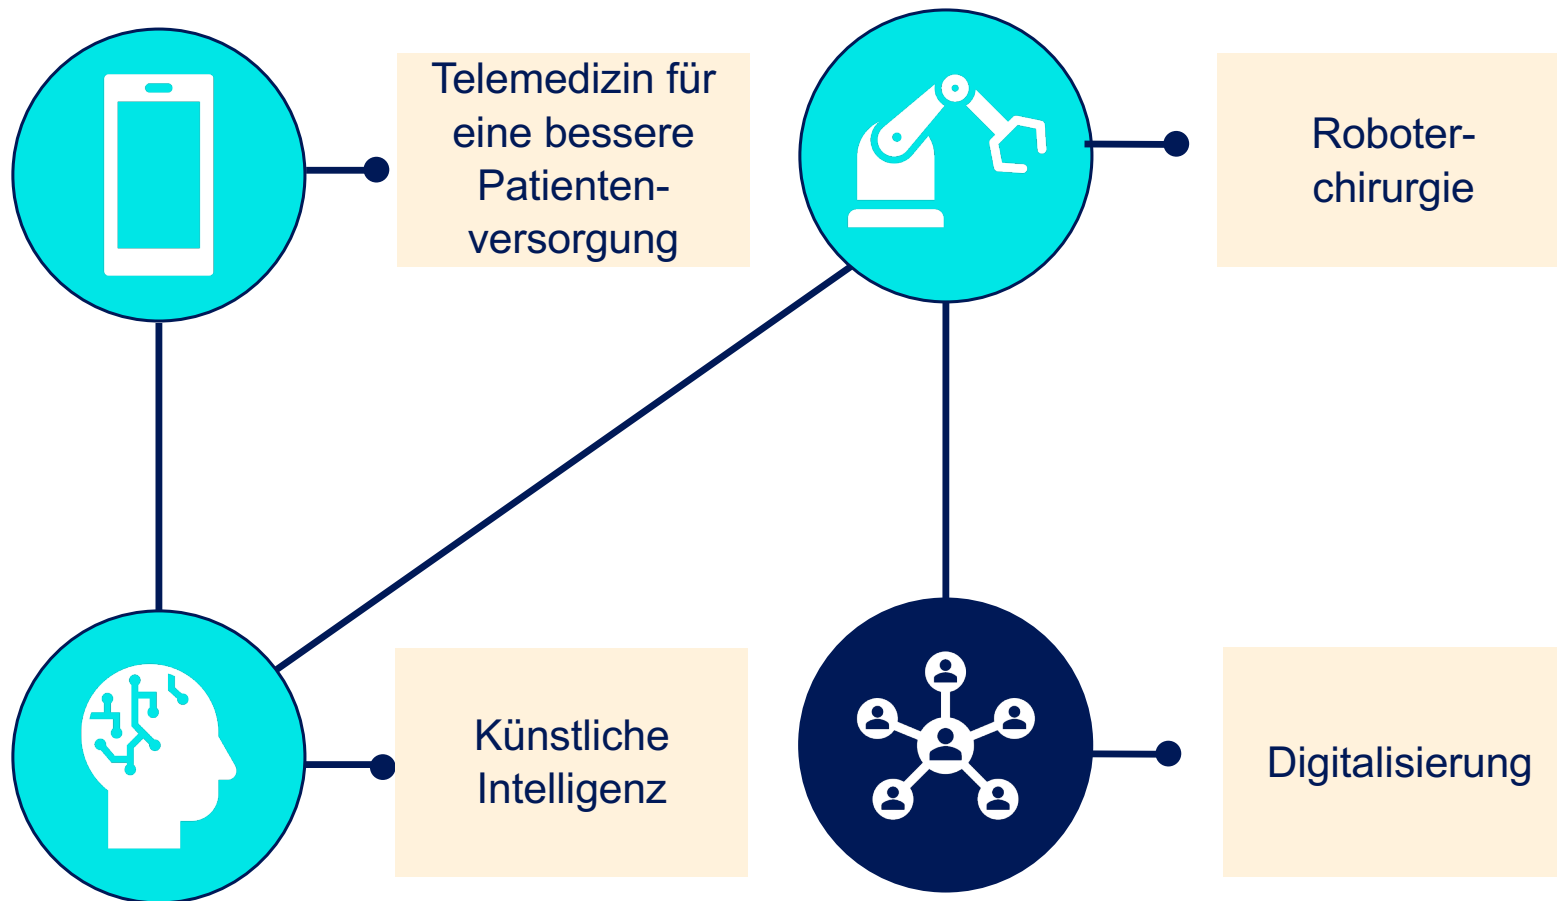 Telemedizin für
eine bessere
Patienten-
versorgung
Roboter-
chirurgie
Künstliche
Intelligenz
Digitalisierung